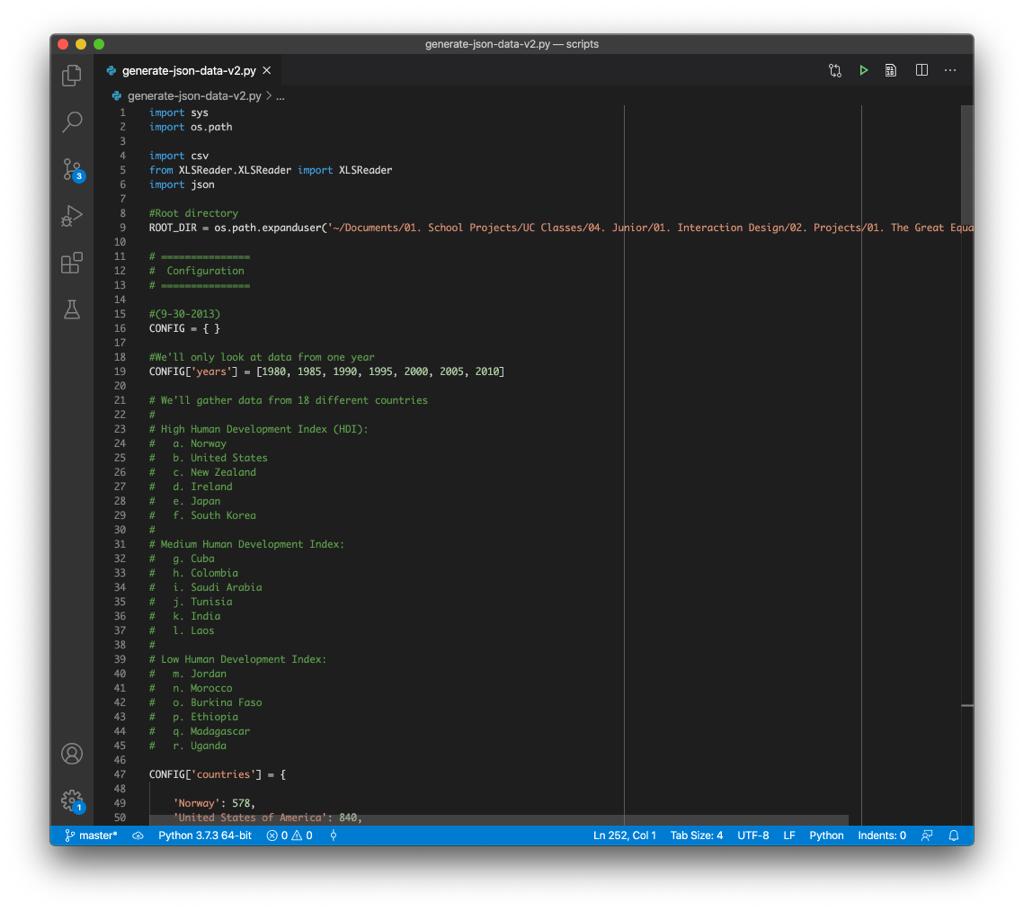 generate-json-data-v2.py — scripts
generate-json-data-v2.py ×
generate-json-data-v2.py > ...
1 import sys
2 import os.path
3
4 import csv
5 from XLSReader.XLSReader import XLSReader
6 import json
7
8 #Root directory
9 ROOT_DIR = os.path.expanduser('~/Documents/01. School Projects/UC Classes/04. Junior/01. Interaction Design/02. Projects/01. The Great Equa
10
11 # ===============
12 #  Configuration
13 # ===============
14
15 #(9-30-2013)
16 CONFIG = { }
17
18 #We'll only look at data from one year
19 CONFIG['years'] = [1980, 1985, 1990, 1995, 2000, 2005, 2010]
20
21 # We'll gather data from 18 different countries
22 #
23 # High Human Development Index (HDI):
24 #   a. Norway
25 #   b. United States
26 #   c. New Zealand
27 #   d. Ireland
28 #   e. Japan
29 #   f. South Korea
30 #
31 # Medium Human Development Index:
32 #   g. Cuba
33 #   h. Colombia
34 #   i. Saudi Arabia
35 #   j. Tunisia
36 #   k. India
37 #   l. Laos
38 #
39 # Low Human Development Index:
40 #   m. Jordan
41 #   n. Morocco
42 #   o. Burkina Faso
43 #   p. Ethiopia
44 #   q. Madagascar
45 #   r. Uganda
46
47 CONFIG['countries'] = {
48
49     'Norway': 578,
50     'United States of America': 840,
3
1
master* Python 3.7.3 64-bit 0 0 Ln 252, Col 1 Tab Size: 4 UTF-8 LF Python Indents: 0